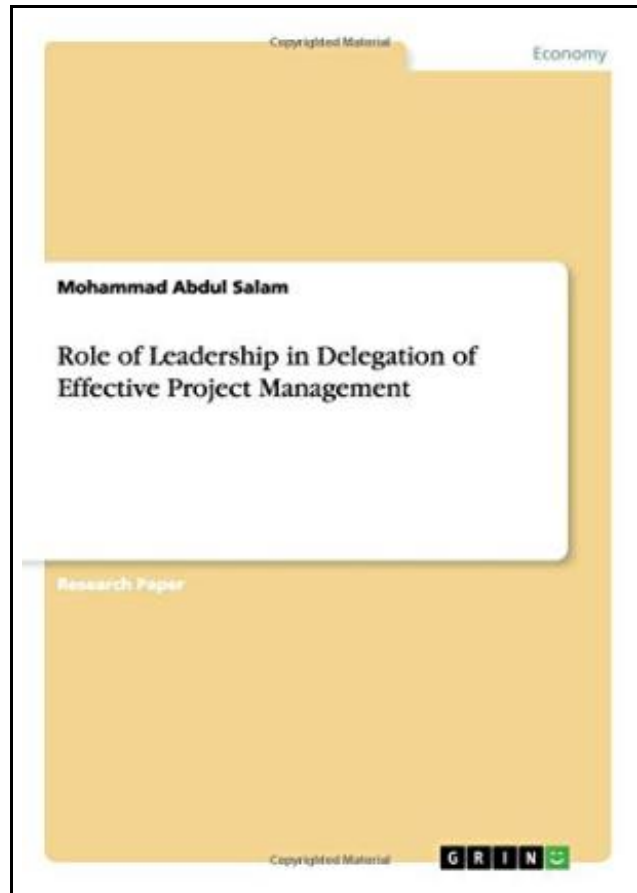 Copyrighted Material
Economy
Mohammad Abdul Salam
Role of Leadership in Delegation of
Effective Project Management
Research Paper
Copyrighted Material
GRIN